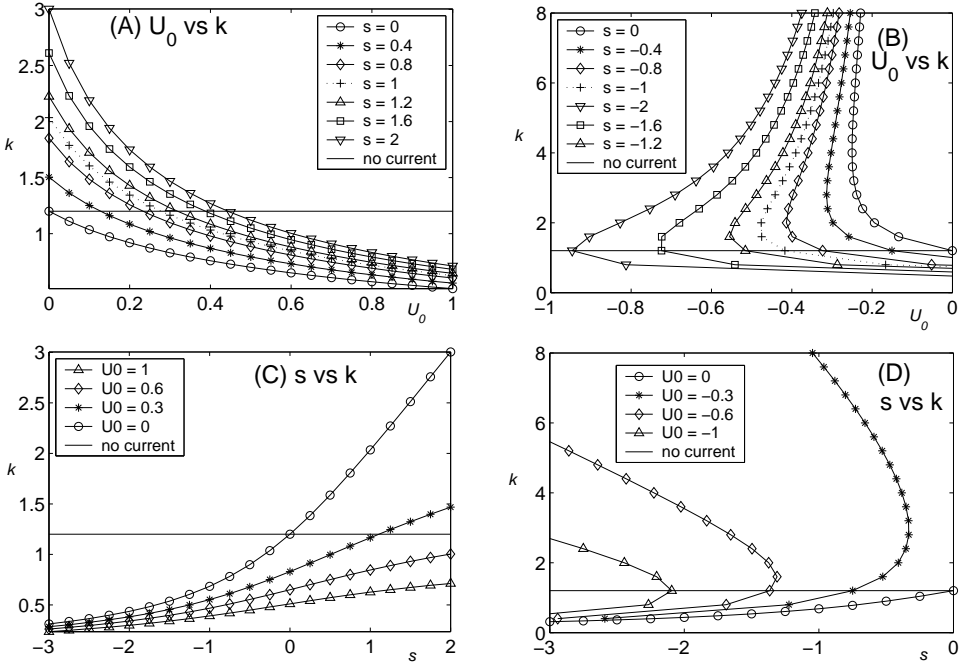 (A) U0 vs k
3
2.5
2
1.5
1
k
0
0.2
0.4
0.6
0.8
1
U0
s = 0
s = 0.4
s = 0.8
s = 1
s = 1.2
s = 1.6
s = 2
no current
(B)
U0 vs k
8
6
4
2
0
k
−1
−0.8
−0.6
−0.4
−0.2
0
U0
s = 0
s = −0.4
s = −0.8
s = −1
s = −2
s = −1.6
s = −1.2
no current
(C) s vs k
3
2.5
2
1.5
1
0.5
k
−3
−2
−1
0
1
2
s
U0 = 1
U0 = 0.6
U0 = 0.3
U0 = 0
no current
(D)
s vs k
8
6
4
2
0
k
−3
−2
−1
0
s
U0 = 0
U0 = −0.3
U0 = −0.6
U0 = −1
no current